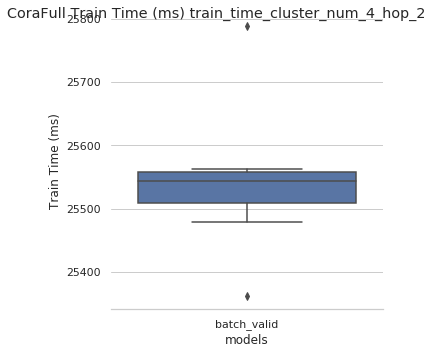 CoraFull Train Time (ms) train_time_cluster_num_4_hop_2
25800
25700
25600
25500
25400
Train Time (ms)
batch_valid
models